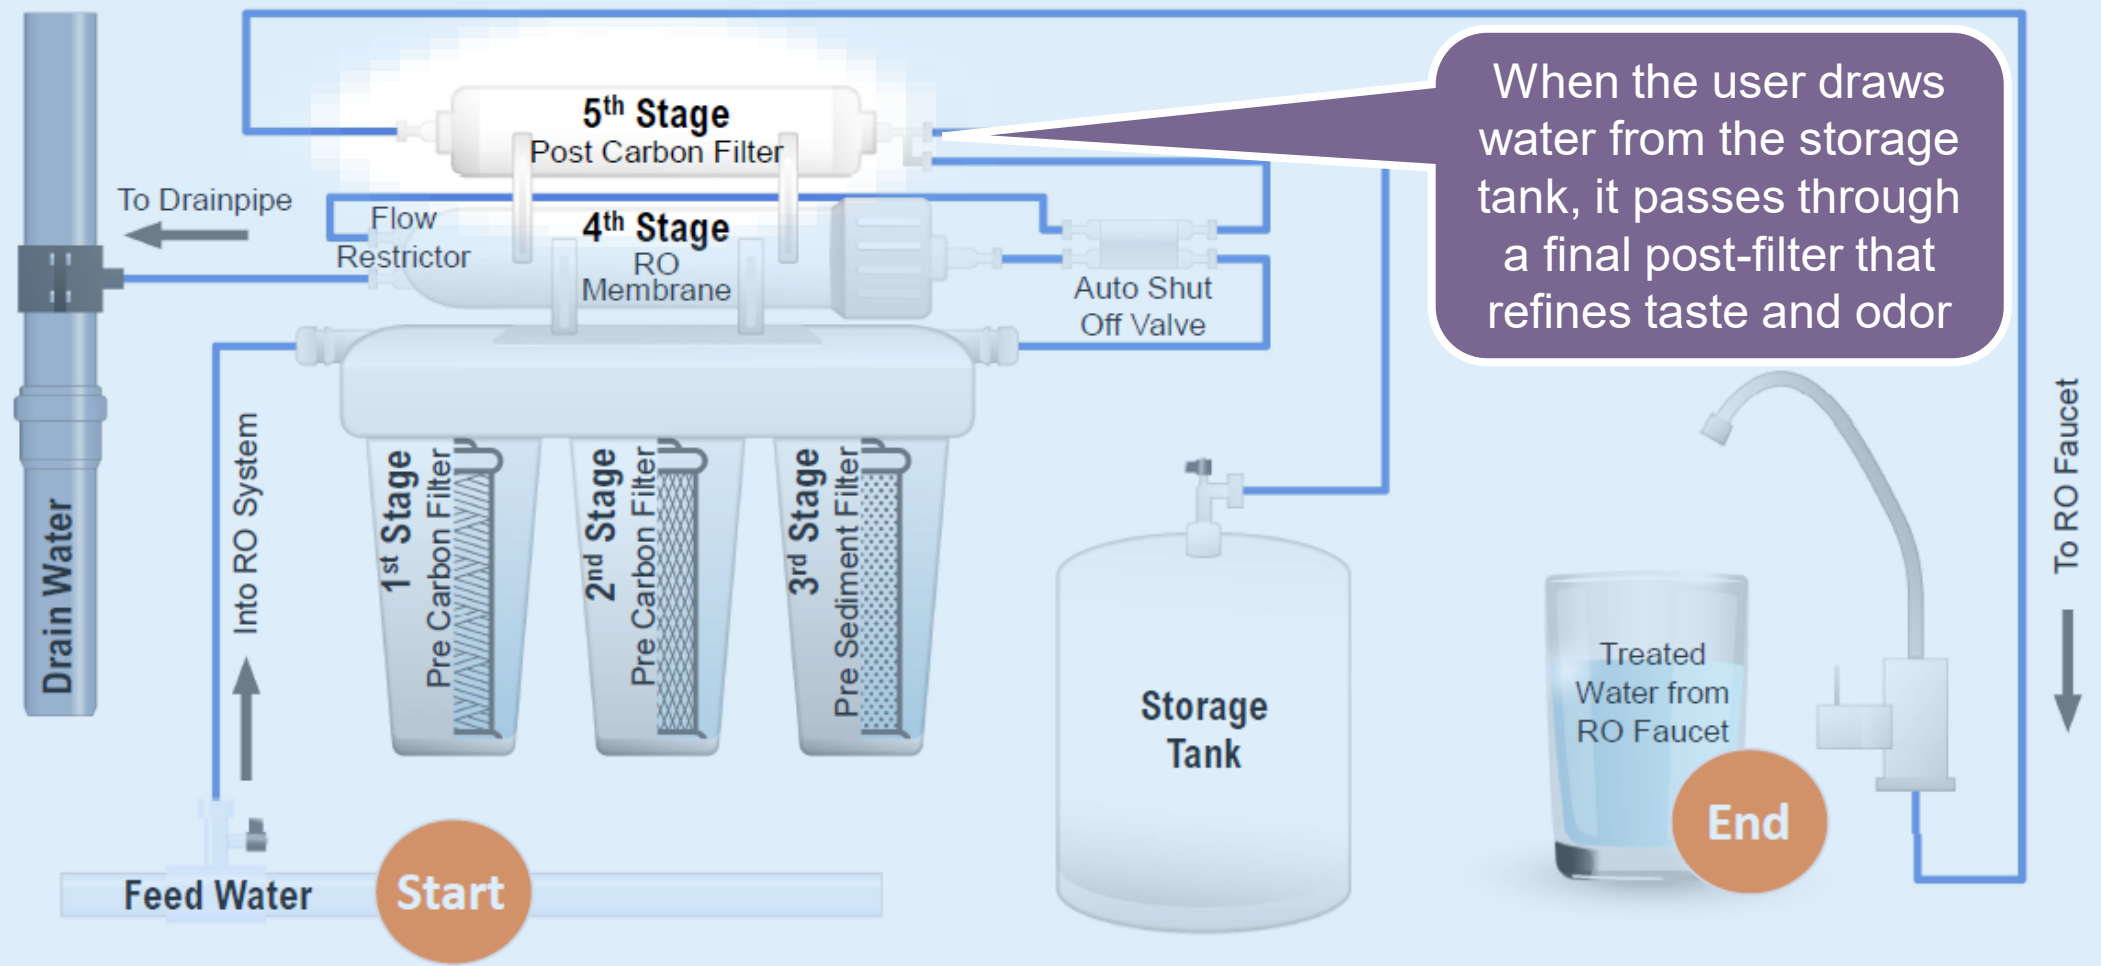 When the user draws
water from the storage
tank, it passes through
a final post-filter that
refines taste and odor
5th Stage
Post Carbon Filter
To Drainpipe
Flow
Restrictor
4th Stage
RO
Membrane
Auto Shut
Off Valve
Drain Water
Into RO System
1st Stage
Pre Carbon Filter
2nd Stage
Pre Carbon Filter
3rd Stage
Pre Sediment Filter
Storage
Tank
Treated
Water from
RO Faucet
To RO Faucet
End
Feed Water
Start